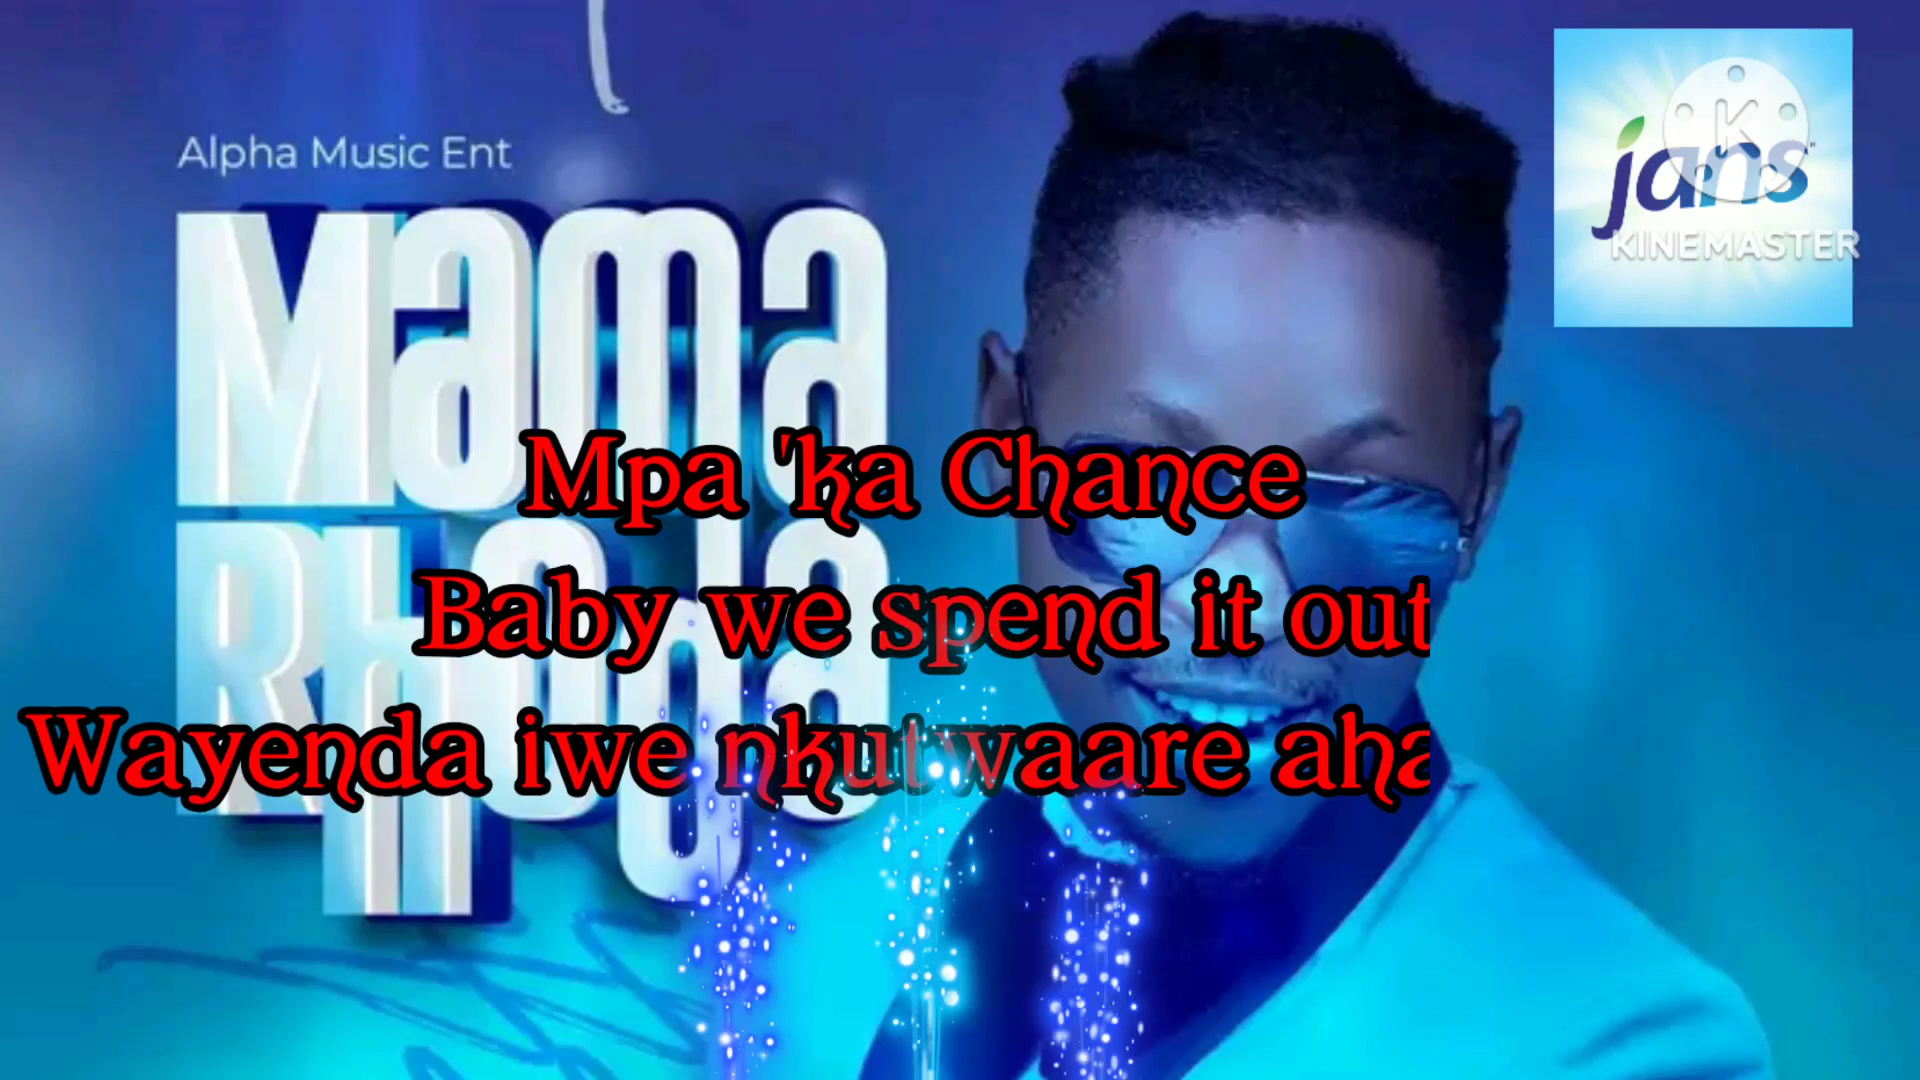 Alpha Music Ent
Mama
Rhoda
jans
KINEMASTER
Mpa 'ka Chance
Baby we spend it out
Wayenda iwe nkutwaare aha